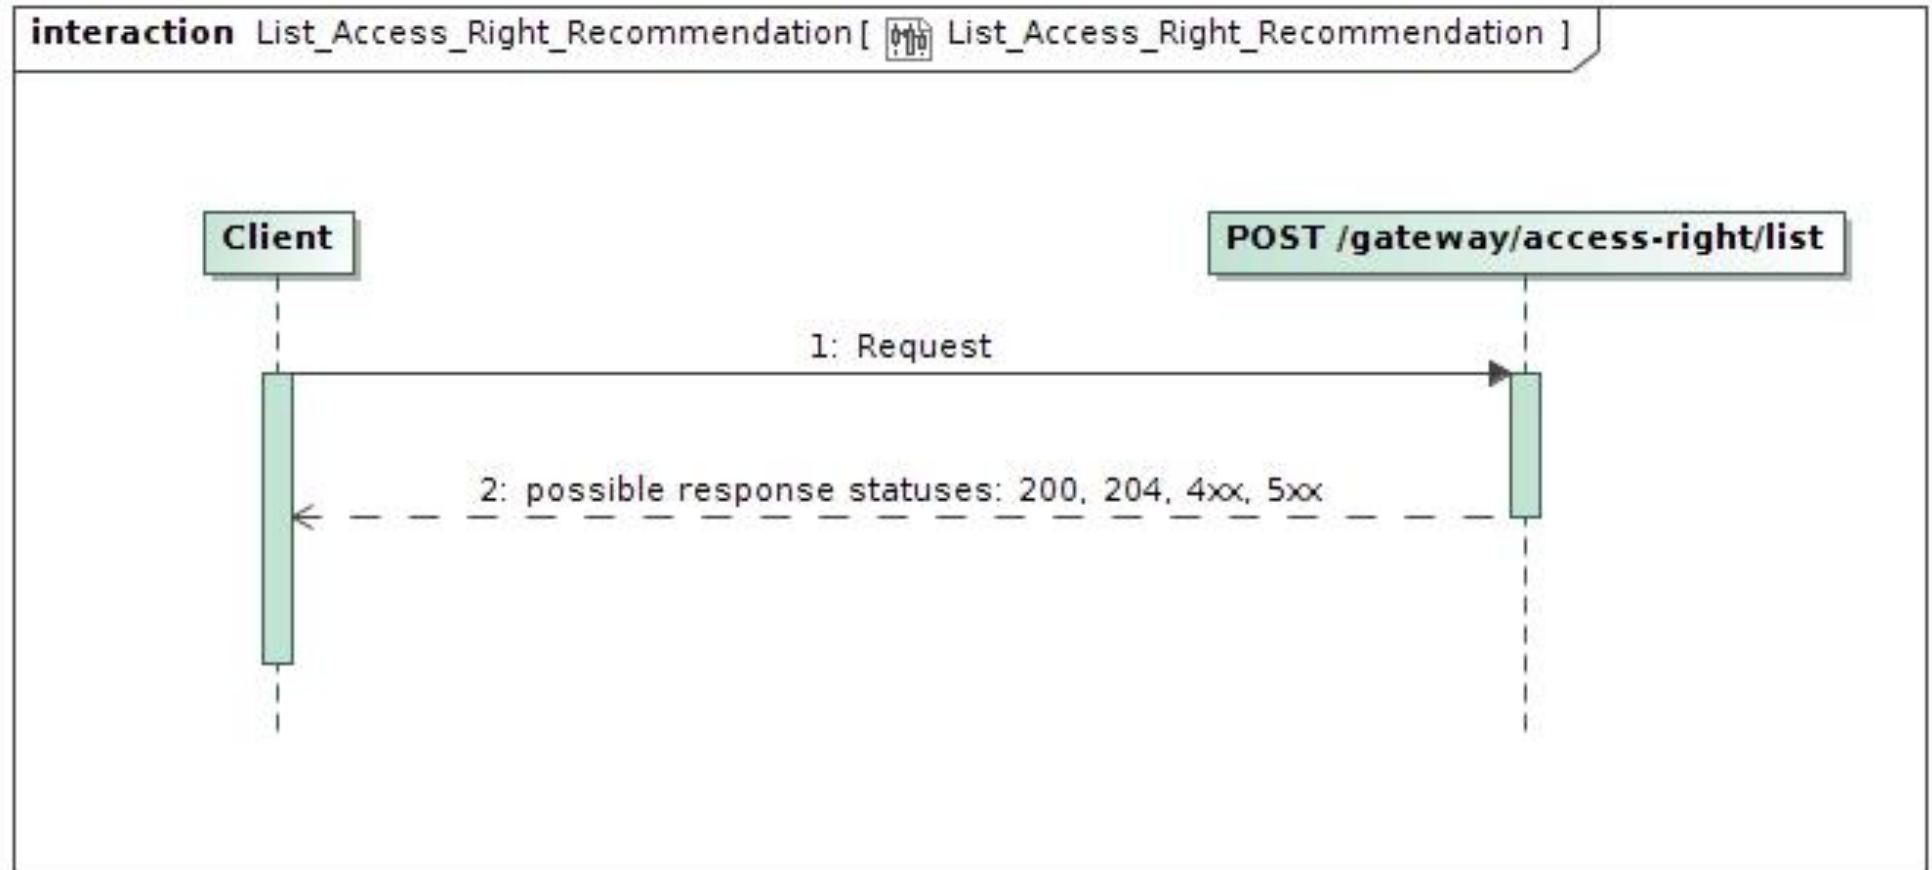 interaction List_Access_Right_Recommendation[ List_Access_Right_Recommendation ]
Client
POST /gateway/access-right/list
1: Request
2: possible response statuses: 200, 204, 4xx, 5xx